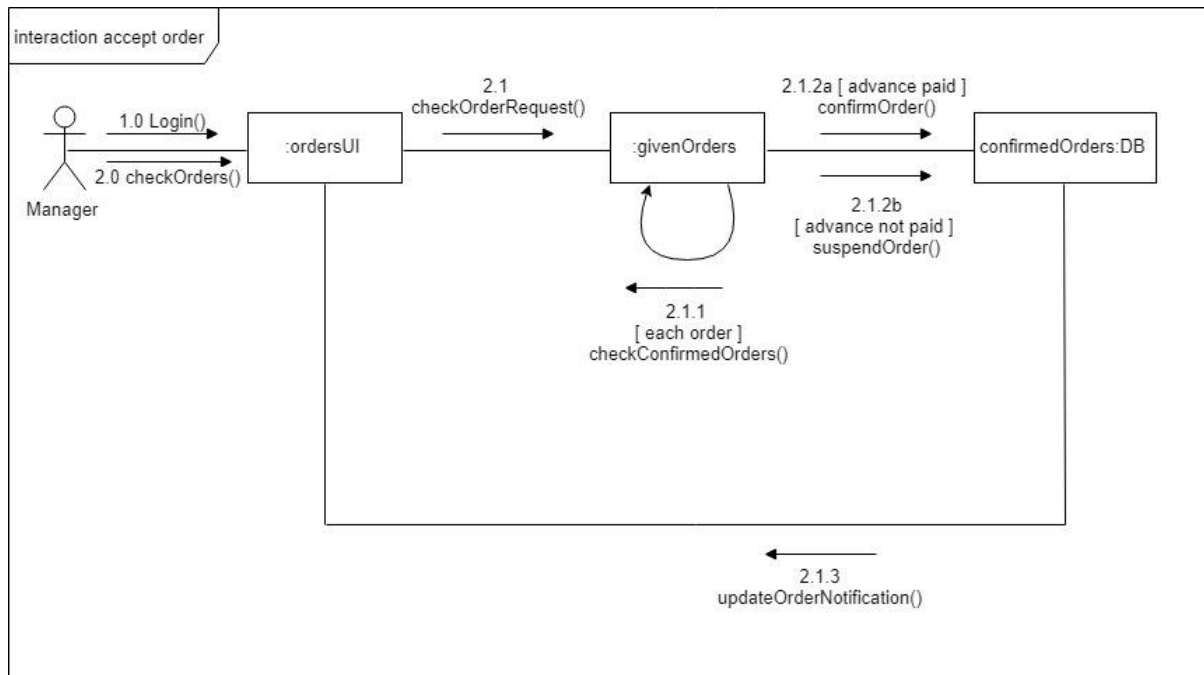 interaction accept order
2.1
checkOrderRequest()
2.1.2a [ advance paid ]
confirmOrder()
1.0 Login()
:ordersUI
:givenOrders
confirmedOrders:DB
2.0 checkOrders()
Manager
2.1.2b
[ advance not paid ]
suspendOrder()
2.1.1
[ each order ]
checkConfirmedOrders()
2.1.3
updateOrderNotification()